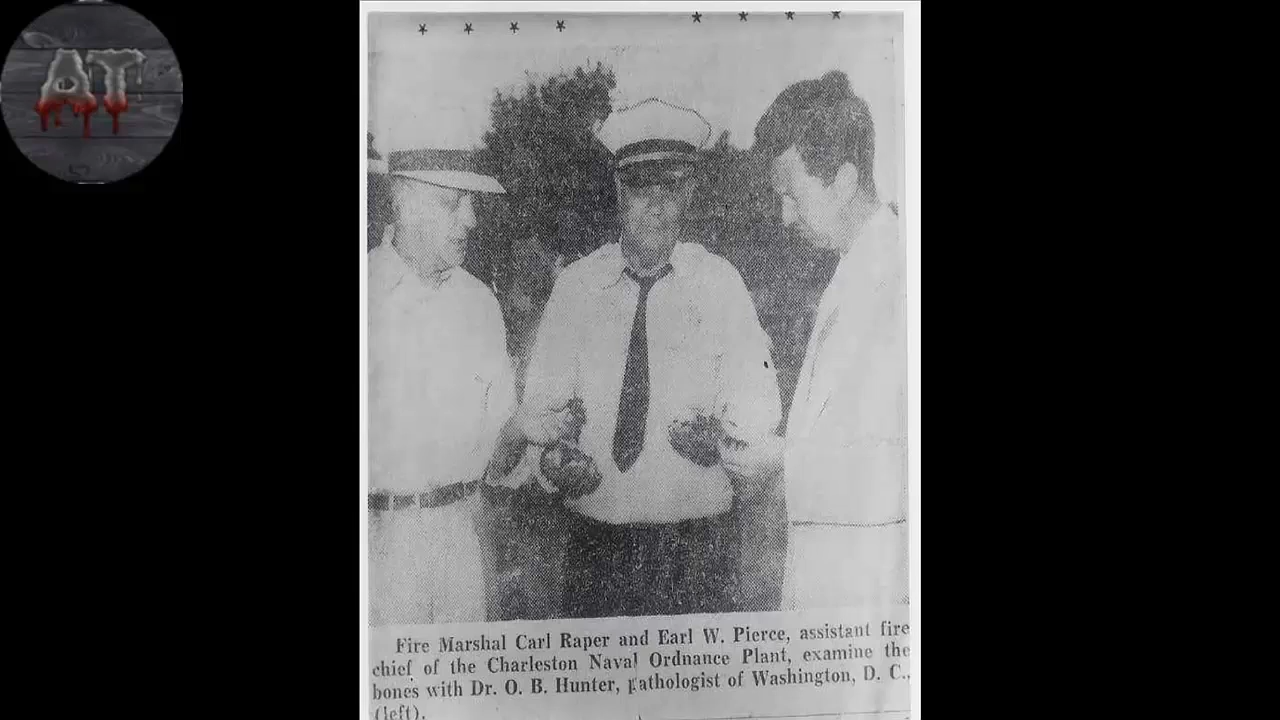 AT
Fire Marshal Carl Raper and Earl W. Pierce, assistant fire
chief of the Charleston Naval Ordnance Plant, examine the
bones with Dr. O. B. Hunter, pathologist of Washington, D. C.,
(left).